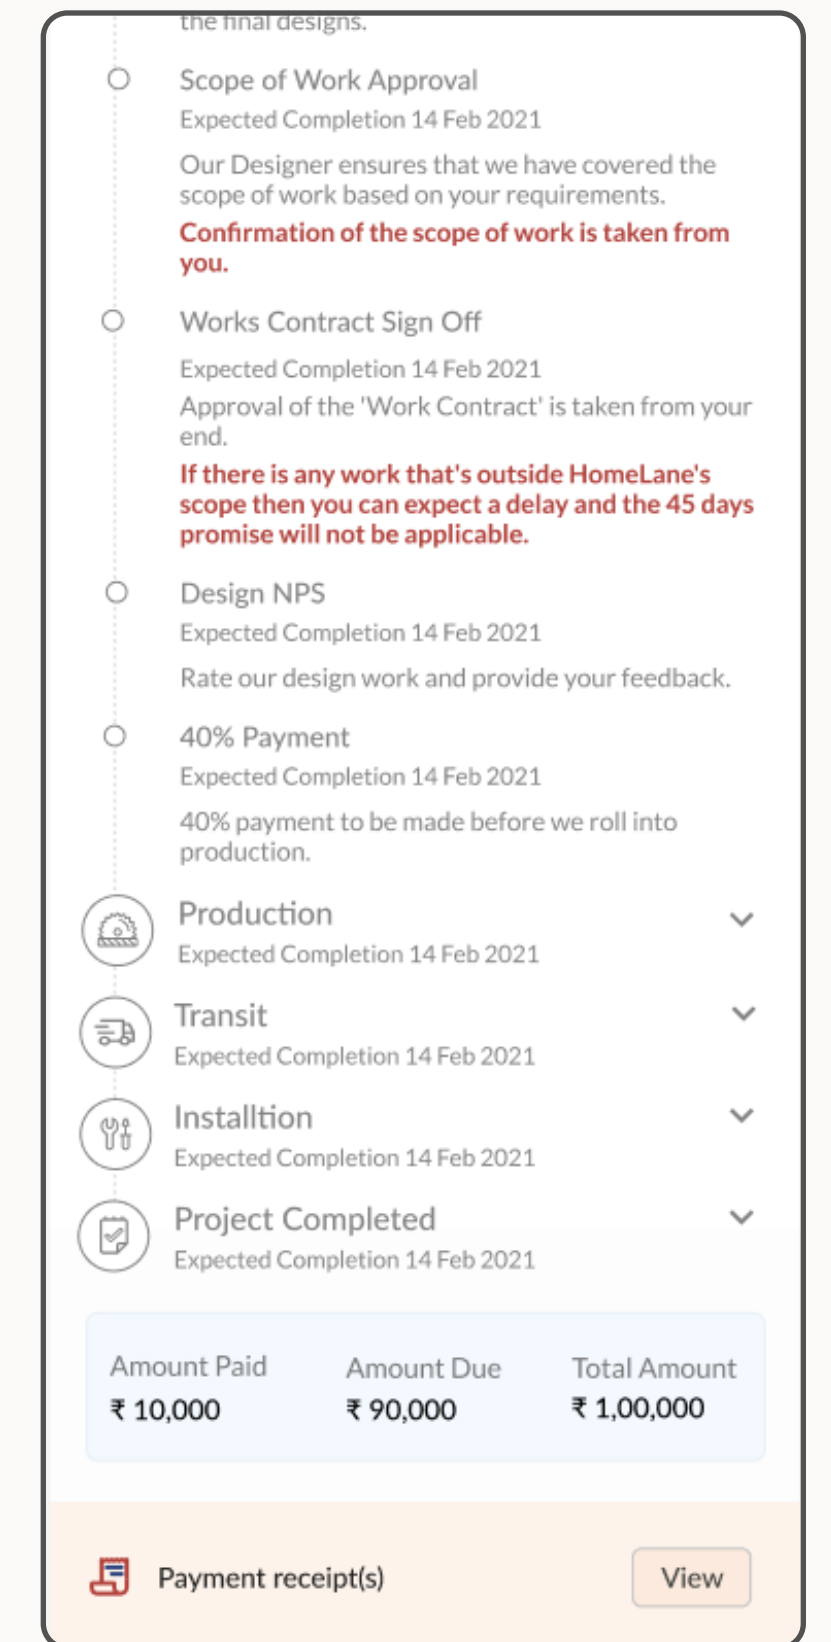 the final designs.
Scope of Work Approval
Expected Completion 14 Feb 2021
Our Designer ensures that we have covered the
scope of work based on your requirements.
Confirmation of the scope of work is taken from
you.
Works Contract Sign Off
Expected Completion 14 Feb 2021
Approval of the 'Work Contract' is taken from your
end.
If there is any work that's outside HomeLane's
scope then you can expect a delay and the 45 days
promise will not be applicable.
Design NPS
Expected Completion 14 Feb 2021
Rate our design work and provide your feedback.
40% Payment
Expected Completion 14 Feb 2021
40% payment to be made before we roll into
production.
Production
Expected Completion 14 Feb 2021
Transit
Expected Completion 14 Feb 2021
Installtion
Expected Completion 14 Feb 2021
Project Completed
Expected Completion 14 Feb 2021
Amount Paid Amount Due Total Amount
₹ 10,000 ₹ 90,000 ₹ 1,00,000
Payment receipt(s) View